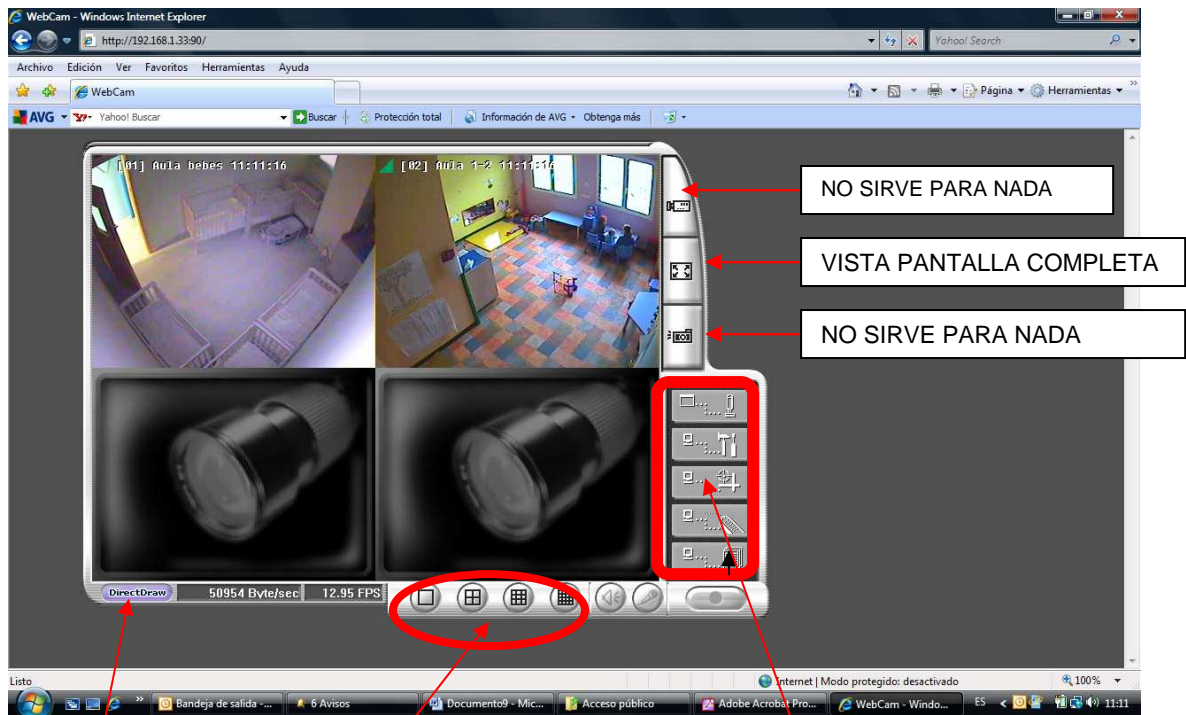 WebCam - Windows Internet Explorer
http://192.168.1.33:90/
Yahoo! Search
Archivo Edición Ver Favoritos Herramientas Ayuda
WebCam
Página Herramientas
AVG Yahoo! Buscar Buscar Protección total Información de AVG Obtenga más
[01] Aula bebes 11:11:16
[02] Aula 1-2 11:11:16
NO SIRVE PARA NADA
VISTA PANTALLA COMPLETA
NO SIRVE PARA NADA
DirectDraw 50954 Byte/sec 12.95 FPS
Listo
Internet | Modo protegido: desactivado
100%
Bandeja de salida -... 6 Avisos Documento9 - Mic... Acceso público Adobe Acrobat Pro... WebCam - Windo... ES 11:11